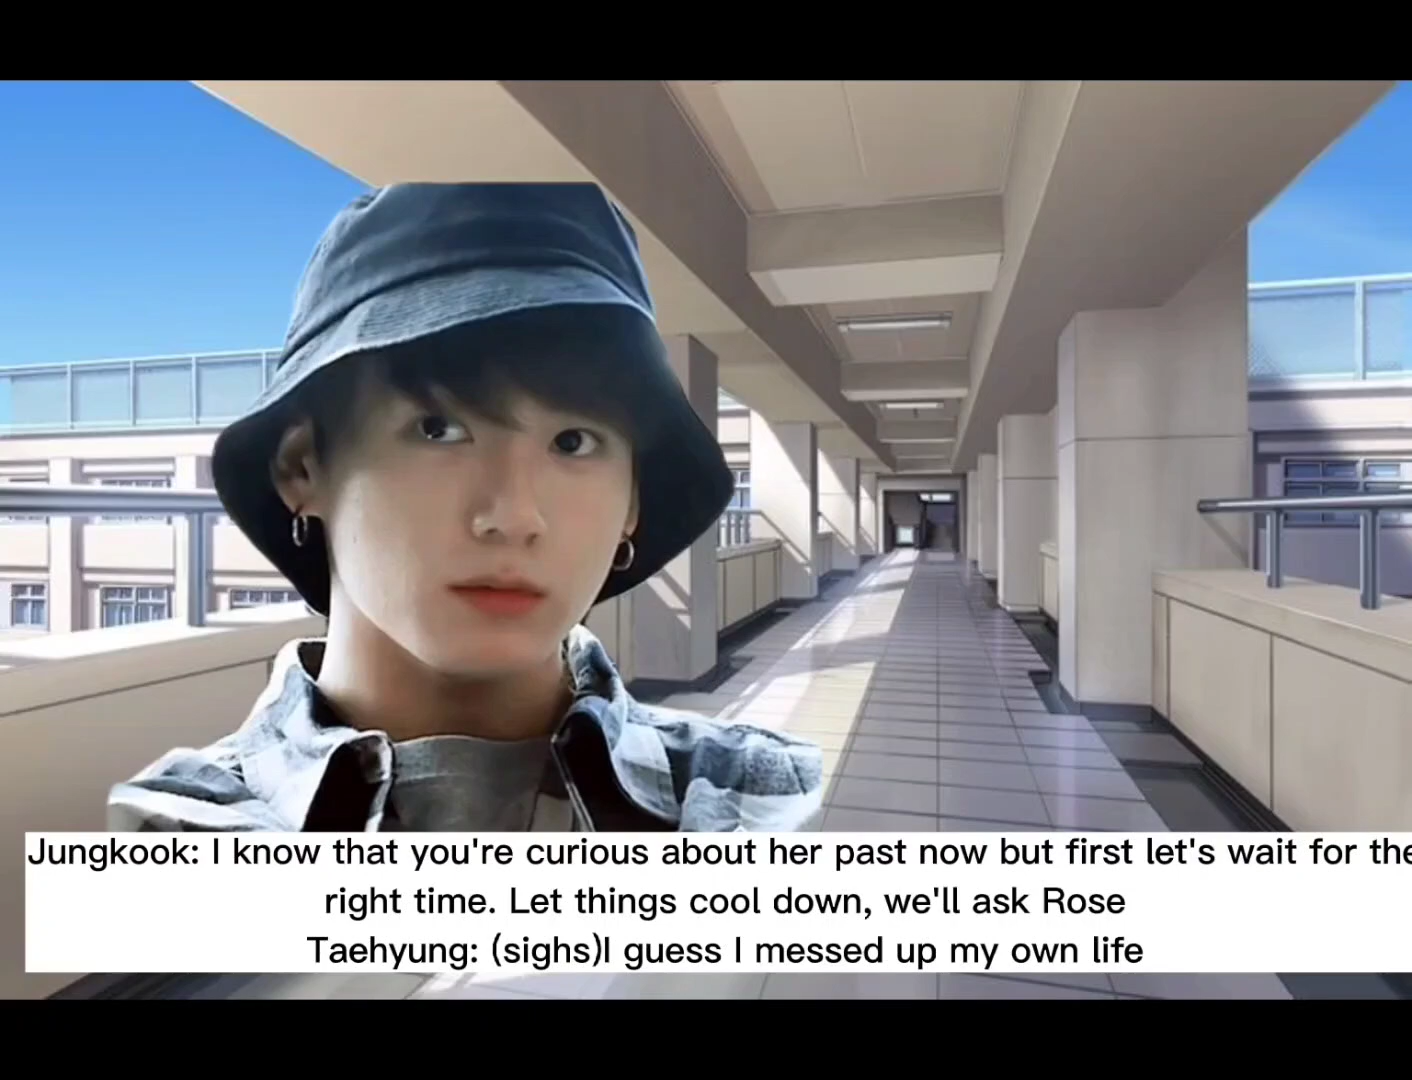 Jungkook: I know that you're curious about her past now but first let's wait for the
right time. Let things cool down, we'll ask Rose
Taehyung: (sighs)I guess I messed up my own life